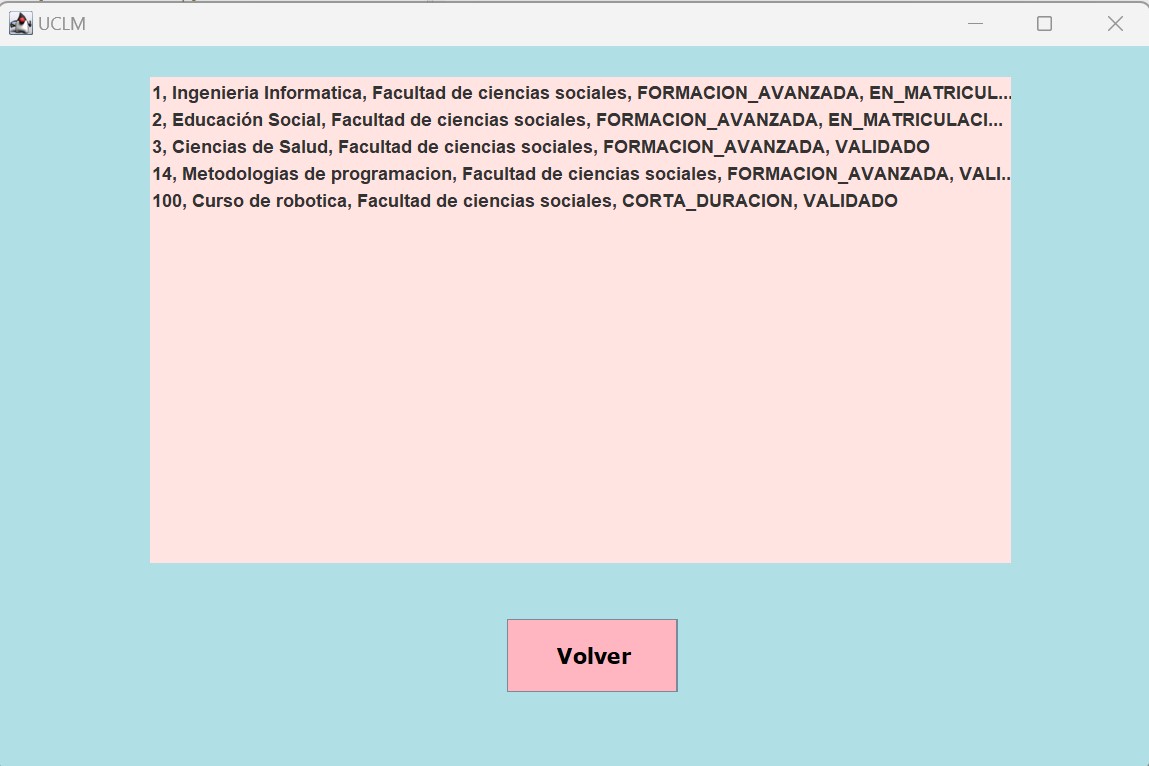 UCLM
1, Ingenieria Informatica, Facultad de ciencias sociales, FORMACION_AVANZADA, EN_MATRICUL...
2, Educación Social, Facultad de ciencias sociales, FORMACION_AVANZADA, EN_MATRICULACI...
3, Ciencias de Salud, Facultad de ciencias sociales, FORMACION_AVANZADA, VALIDADO
14, Metodologias de programacion, Facultad de ciencias sociales, FORMACION_AVANZADA, VALI...
100, Curso de robotica, Facultad de ciencias sociales, CORTA_DURACION, VALIDADO
Volver